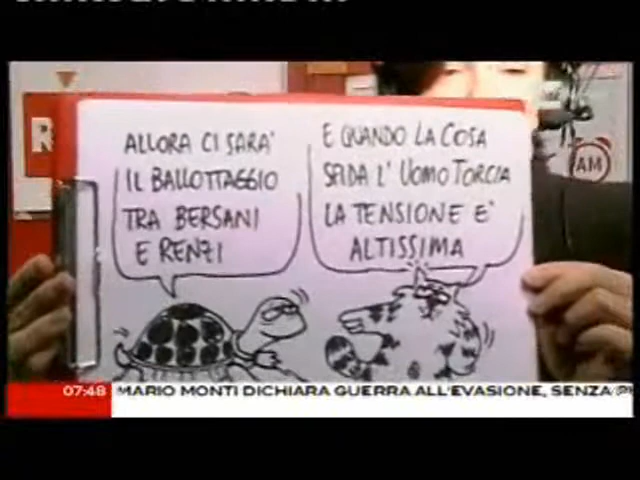 ALLORA CI SARA'
IL BALLOTTAGGIO
TRA BERSANI
E RENZI
E QUANDO LA COSA
SFIDA L'UOMO TORCIA
LA TENSIONE E'
ALTISSIMA
R
AM
07:48
MARIO MONTI DICHIARA GUERRA ALL'EVASIONE, SENZA